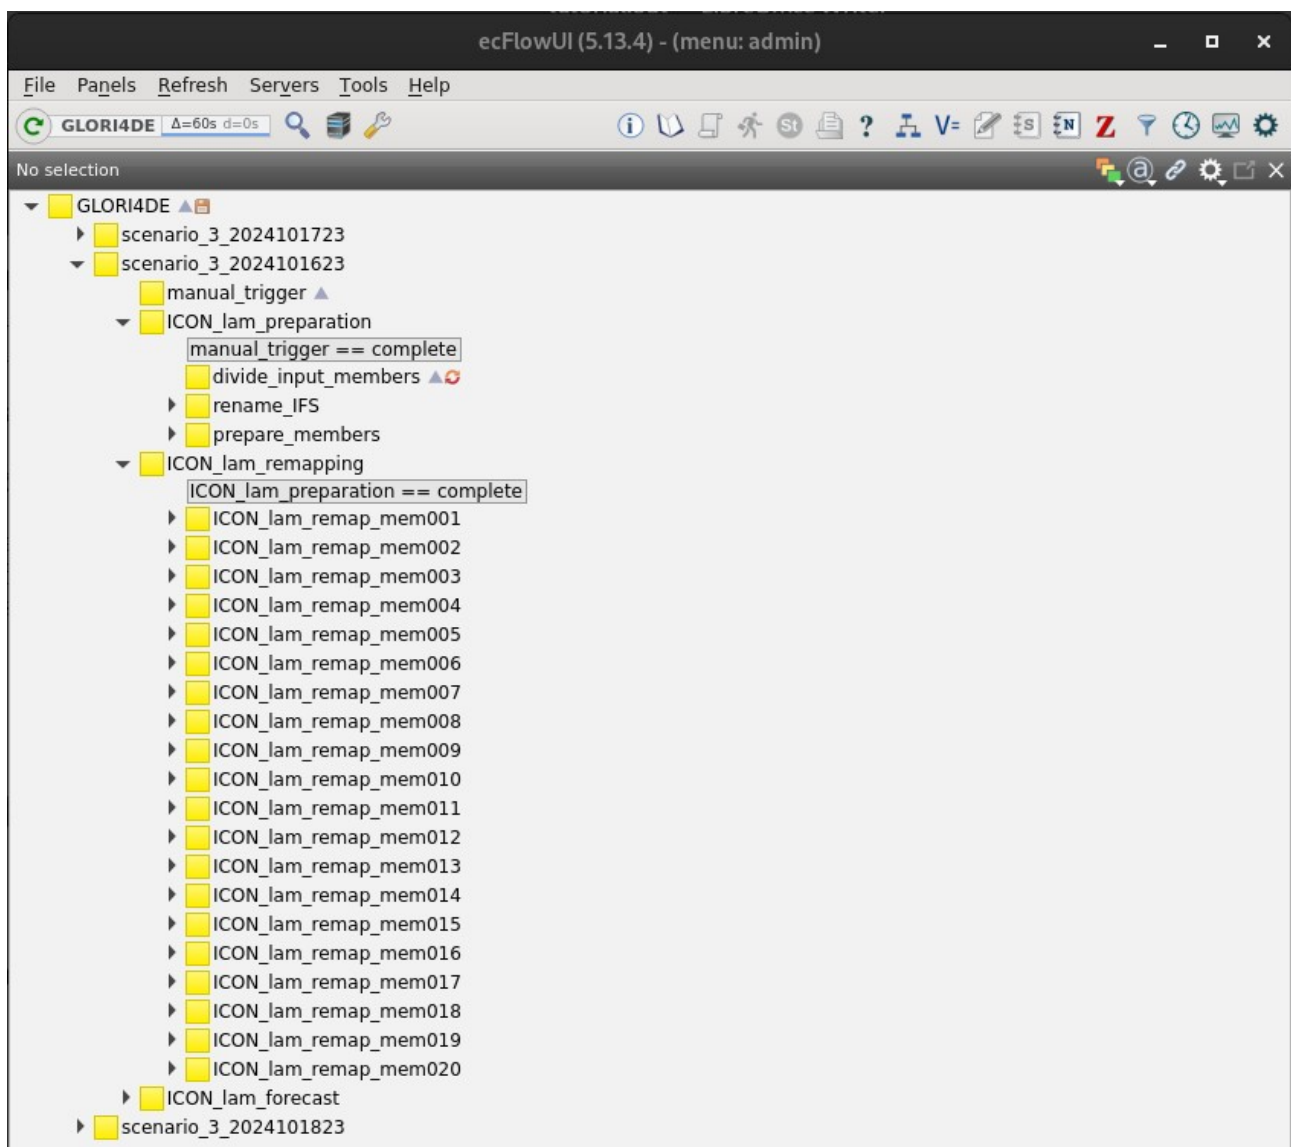 ecFlowUI (5.13.4) - (menu: admin)
File Panels Refresh Servers Tools Help
GLORI4DE Δ=60s d=0s St ? V= S N Z
No selection a
GLORI4DE
scenario_3_2024101723
scenario_3_2024101623
manual_trigger
ICON_lam_preparation
manual_trigger == complete
divide_input_members
rename_IFS
prepare_members
ICON_lam_remapping
ICON_lam_preparation == complete
ICON_lam_remap_mem001
ICON_lam_remap_mem002
ICON_lam_remap_mem003
ICON_lam_remap_mem004
ICON_lam_remap_mem005
ICON_lam_remap_mem006
ICON_lam_remap_mem007
ICON_lam_remap_mem008
ICON_lam_remap_mem009
ICON_lam_remap_mem010
ICON_lam_remap_mem011
ICON_lam_remap_mem012
ICON_lam_remap_mem013
ICON_lam_remap_mem014
ICON_lam_remap_mem015
ICON_lam_remap_mem016
ICON_lam_remap_mem017
ICON_lam_remap_mem018
ICON_lam_remap_mem019
ICON_lam_remap_mem020
ICON_lam_forecast
scenario_3_2024101823